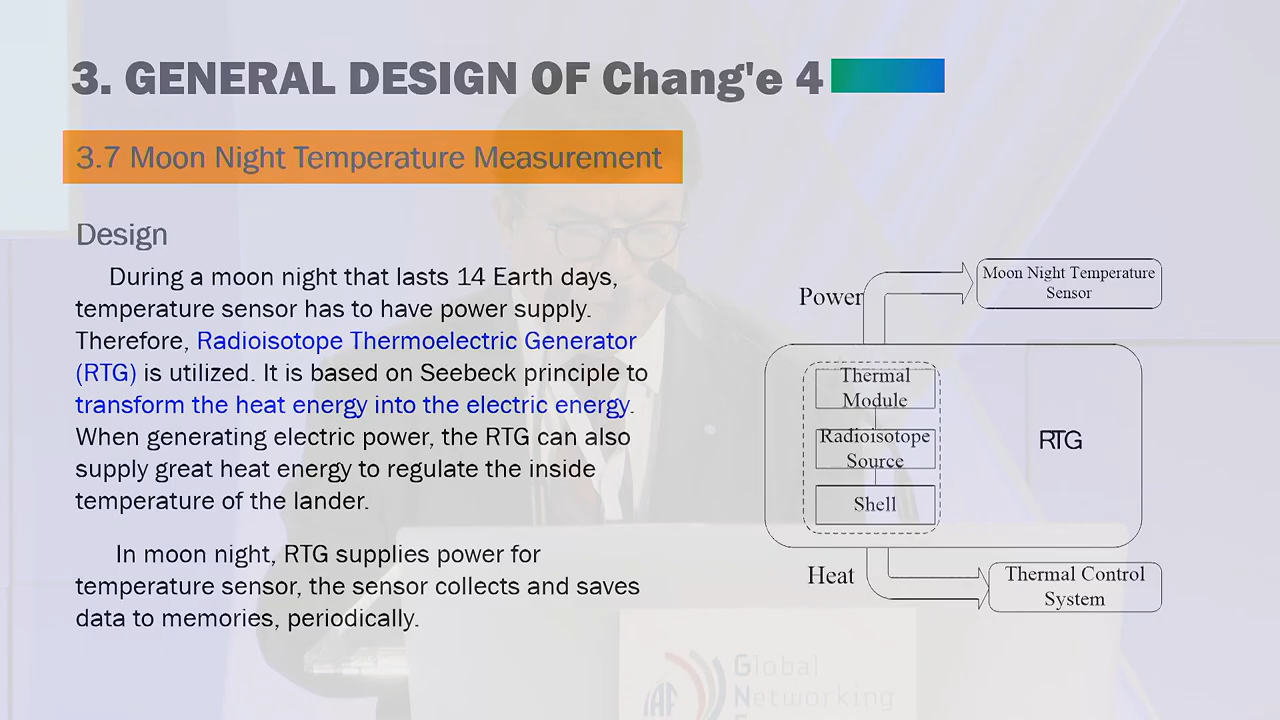 3. GENERAL DESIGN OF Chang'e 4
3.7 Moon Night Temperature Measurement
Design
During a moon night that lasts 14 Earth days,
temperature sensor has to have power supply.
Therefore, Radioisotope Thermoelectric Generator
(RTG) is utilized. It is based on Seebeck principle to
transform the heat energy into the electric energy.
When generating electric power, the RTG can also
supply great heat energy to regulate the inside
temperature of the lander.
In moon night, RTG supplies power for
temperature sensor, the sensor collects and saves
data to memories, periodically.
Power
Moon Night Temperature
Sensor
Thermal
Module
Radioisotope
Source
Shell
RTG
Heat
Thermal Control
System
IAF
Global
Networking